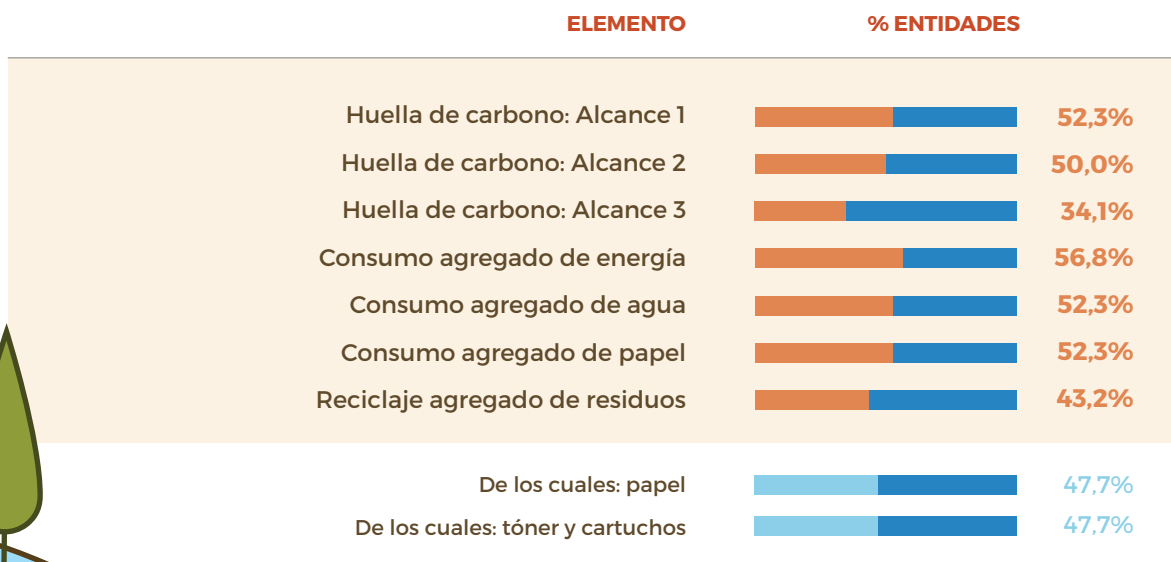 ELEMENTO % ENTIDADES
Huella de carbono: Alcance 1 52,3%
Huella de carbono: Alcance 2 50,0%
Huella de carbono: Alcance 3 34,1%
Consumo agregado de energía 56,8%
Consumo agregado de agua 52,3%
Consumo agregado de papel 52,3%
Reciclaje agregado de residuos 43,2%
De los cuales: papel 47,7%
De los cuales: tóner y cartuchos 47,7%